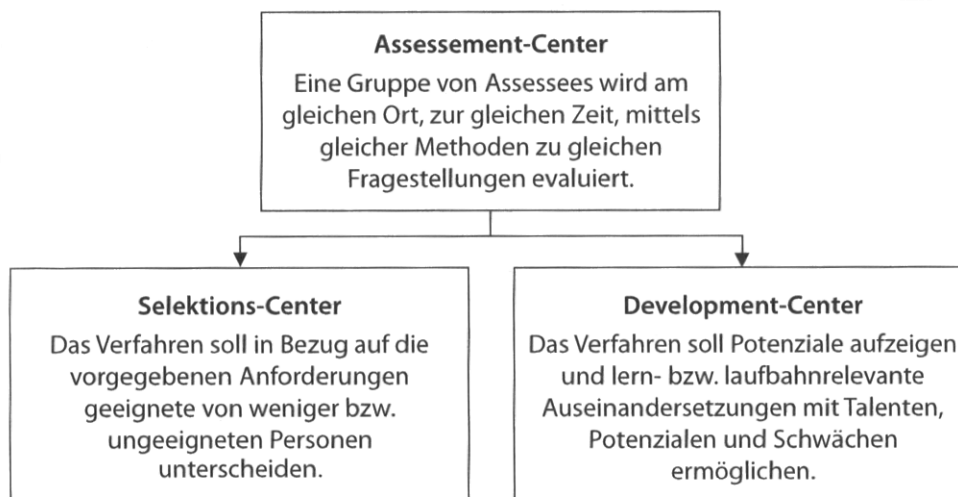 Assessement-Center
Eine Gruppe von Assessees wird am
gleichen Ort, zur gleichen Zeit, mittels
gleicher Methoden zu gleichen
Fragestellungen evaluiert.
Selektions-Center
Das Verfahren soll in Bezug auf die
vorgegebenen Anforderungen
geeignete von weniger bzw.
ungeeigneten Personen
unterscheiden.
Development-Center
Das Verfahren soll Potenziale aufzeigen
und lern- bzw. laufbahnrelevante
Auseinandersetzungen mit Talenten,
Potenzialen und Schwächen
ermöglichen.